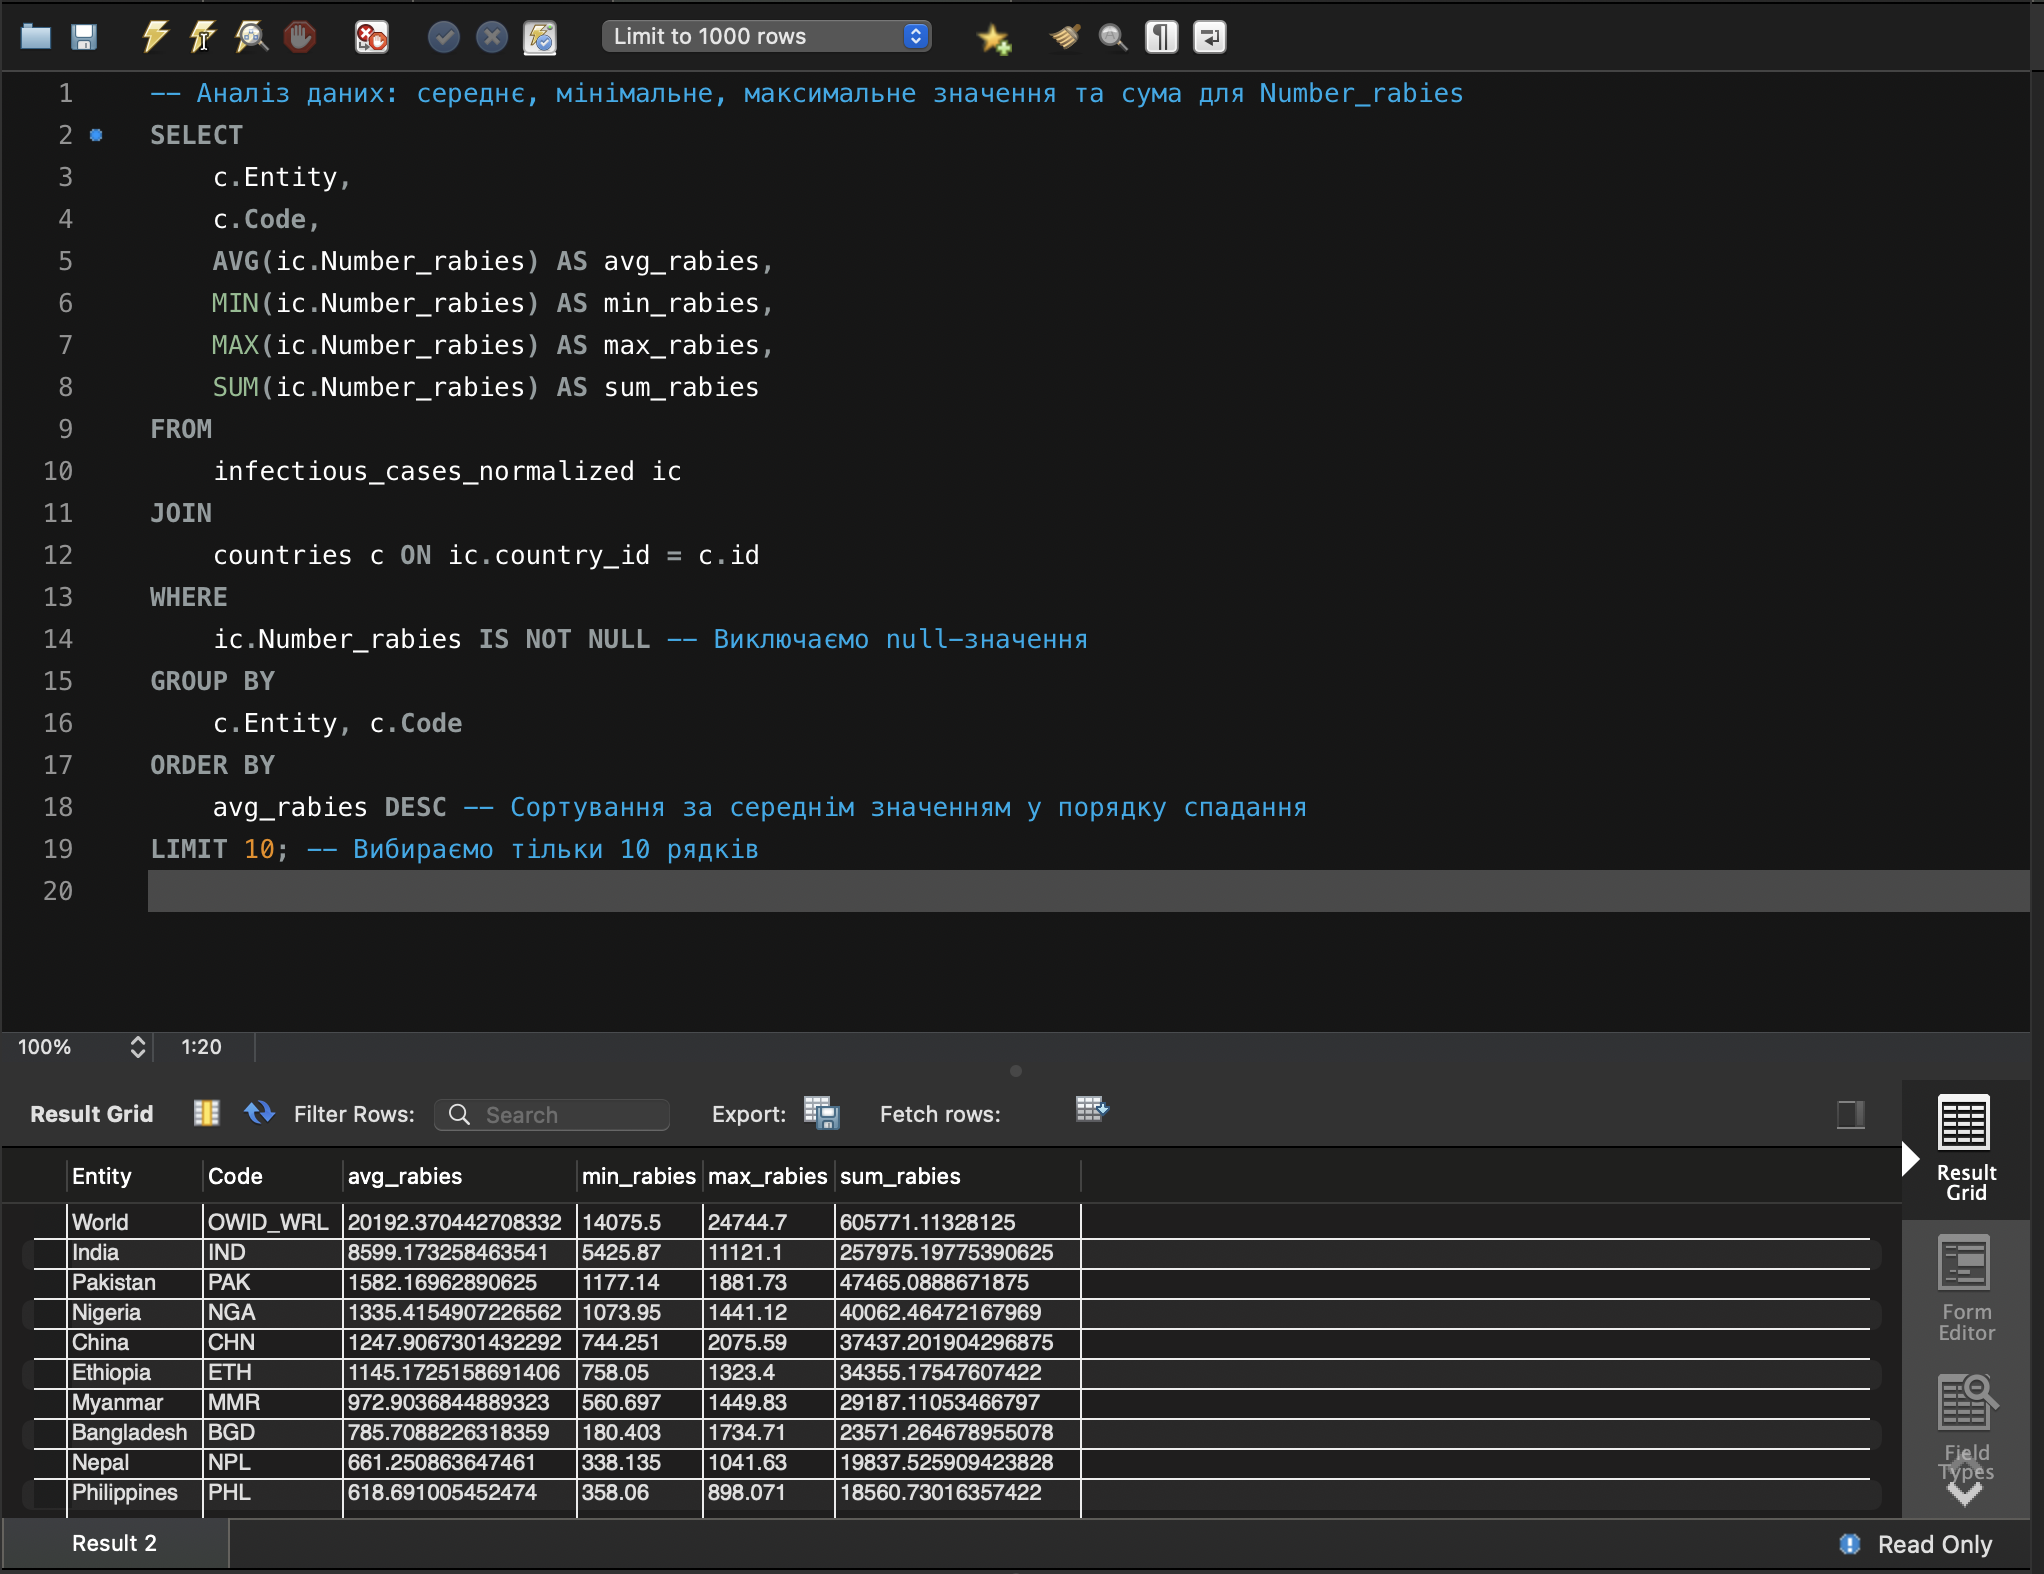 Limit to 1000 rows
1 -- Аналіз даних: середнє, мінімальне, максимальне значення та сума для Number_rabies
2 SELECT
3 c.Entity,
4 c.Code,
5 AVG(ic.Number_rabies) AS avg_rabies,
6 MIN(ic.Number_rabies) AS min_rabies,
7 MAX(ic.Number_rabies) AS max_rabies,
8 SUM(ic.Number_rabies) AS sum_rabies
9 FROM
10 infectious_cases_normalized ic
11 JOIN
12 countries c ON ic.country_id = c.id
13 WHERE
14 ic.Number_rabies IS NOT NULL -- Виключаємо null-значення
15 GROUP BY
16 c.Entity, c.Code
17 ORDER BY
18 avg_rabies DESC -- Сортування за середнім значенням у порядку спадання
19 LIMIT 10; -- Вибираємо тільки 10 рядків
20
100% 1:20
Result Grid Filter Rows: Search Export: Fetch rows:
Entity Code avg_rabies min_rabies max_rabies sum_rabies
World OWID_WRL 20192.370442708332 14075.5 24744.7 605771.11328125
India IND 8599.173258463541 5425.87 11121.1 257975.19775390625
Pakistan PAK 1582.16962890625 1177.14 1881.73 47465.0888671875
Nigeria NGA 1335.4154907226562 1073.95 1441.12 40062.46472167969
China CHN 1247.9067301432292 744.251 2075.59 37437.201904296875
Ethiopia ETH 1145.1725158691406 758.05 1323.4 34355.17547607422
Myanmar MMR 972.9036844889323 560.697 1449.83 29187.11053466797
Bangladesh BGD 785.7088226318359 180.403 1734.71 23571.264678955078
Nepal NPL 661.250863647461 338.135 1041.63 19837.525909423828
Philippines PHL 618.691005452474 358.06 898.071 18560.73016357422
Result
Grid
Form
Editor
Field
Types
Result 2 Read Only